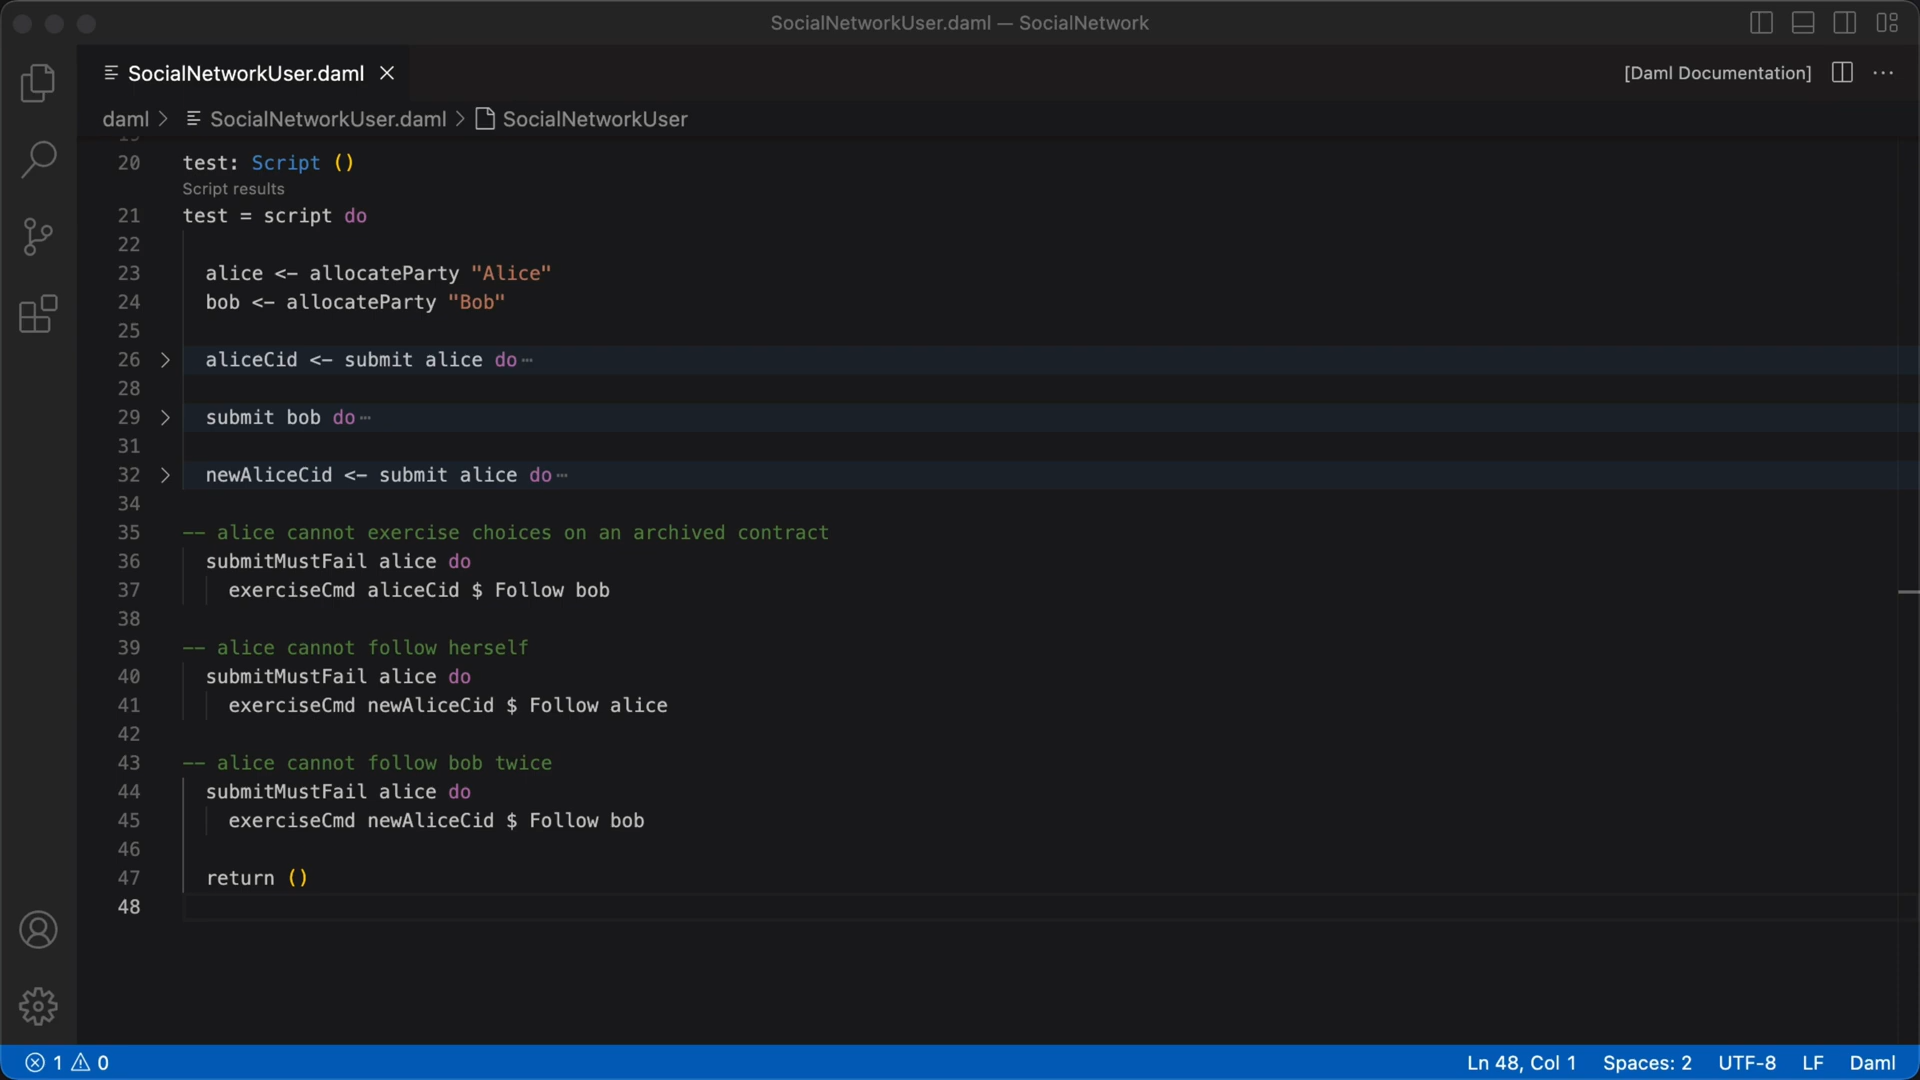 SocialNetworkUser.daml — SocialNetwork
SocialNetworkUser.daml
[Daml Documentation]
daml > SocialNetworkUser.daml > SocialNetworkUser
20 test: Script ()
Script results
21 test = script do
22
23 alice <- allocateParty "Alice"
24 bob <- allocateParty "Bob"
25
26 aliceCid <- submit alice do⋯
28
29 submit bob do⋯
31
32 newAliceCid <- submit alice do⋯
34
35 -- alice cannot exercise choices on an archived contract
36 submitMustFail alice do
37 exerciseCmd aliceCid $ Follow bob
38
39 -- alice cannot follow herself
40 submitMustFail alice do
41 exerciseCmd newAliceCid $ Follow alice
42
43 -- alice cannot follow bob twice
44 submitMustFail alice do
45 exerciseCmd newAliceCid $ Follow bob
46
47 return ()
48
1 0 Ln 48, Col 1 Spaces: 2 UTF-8 LF Daml